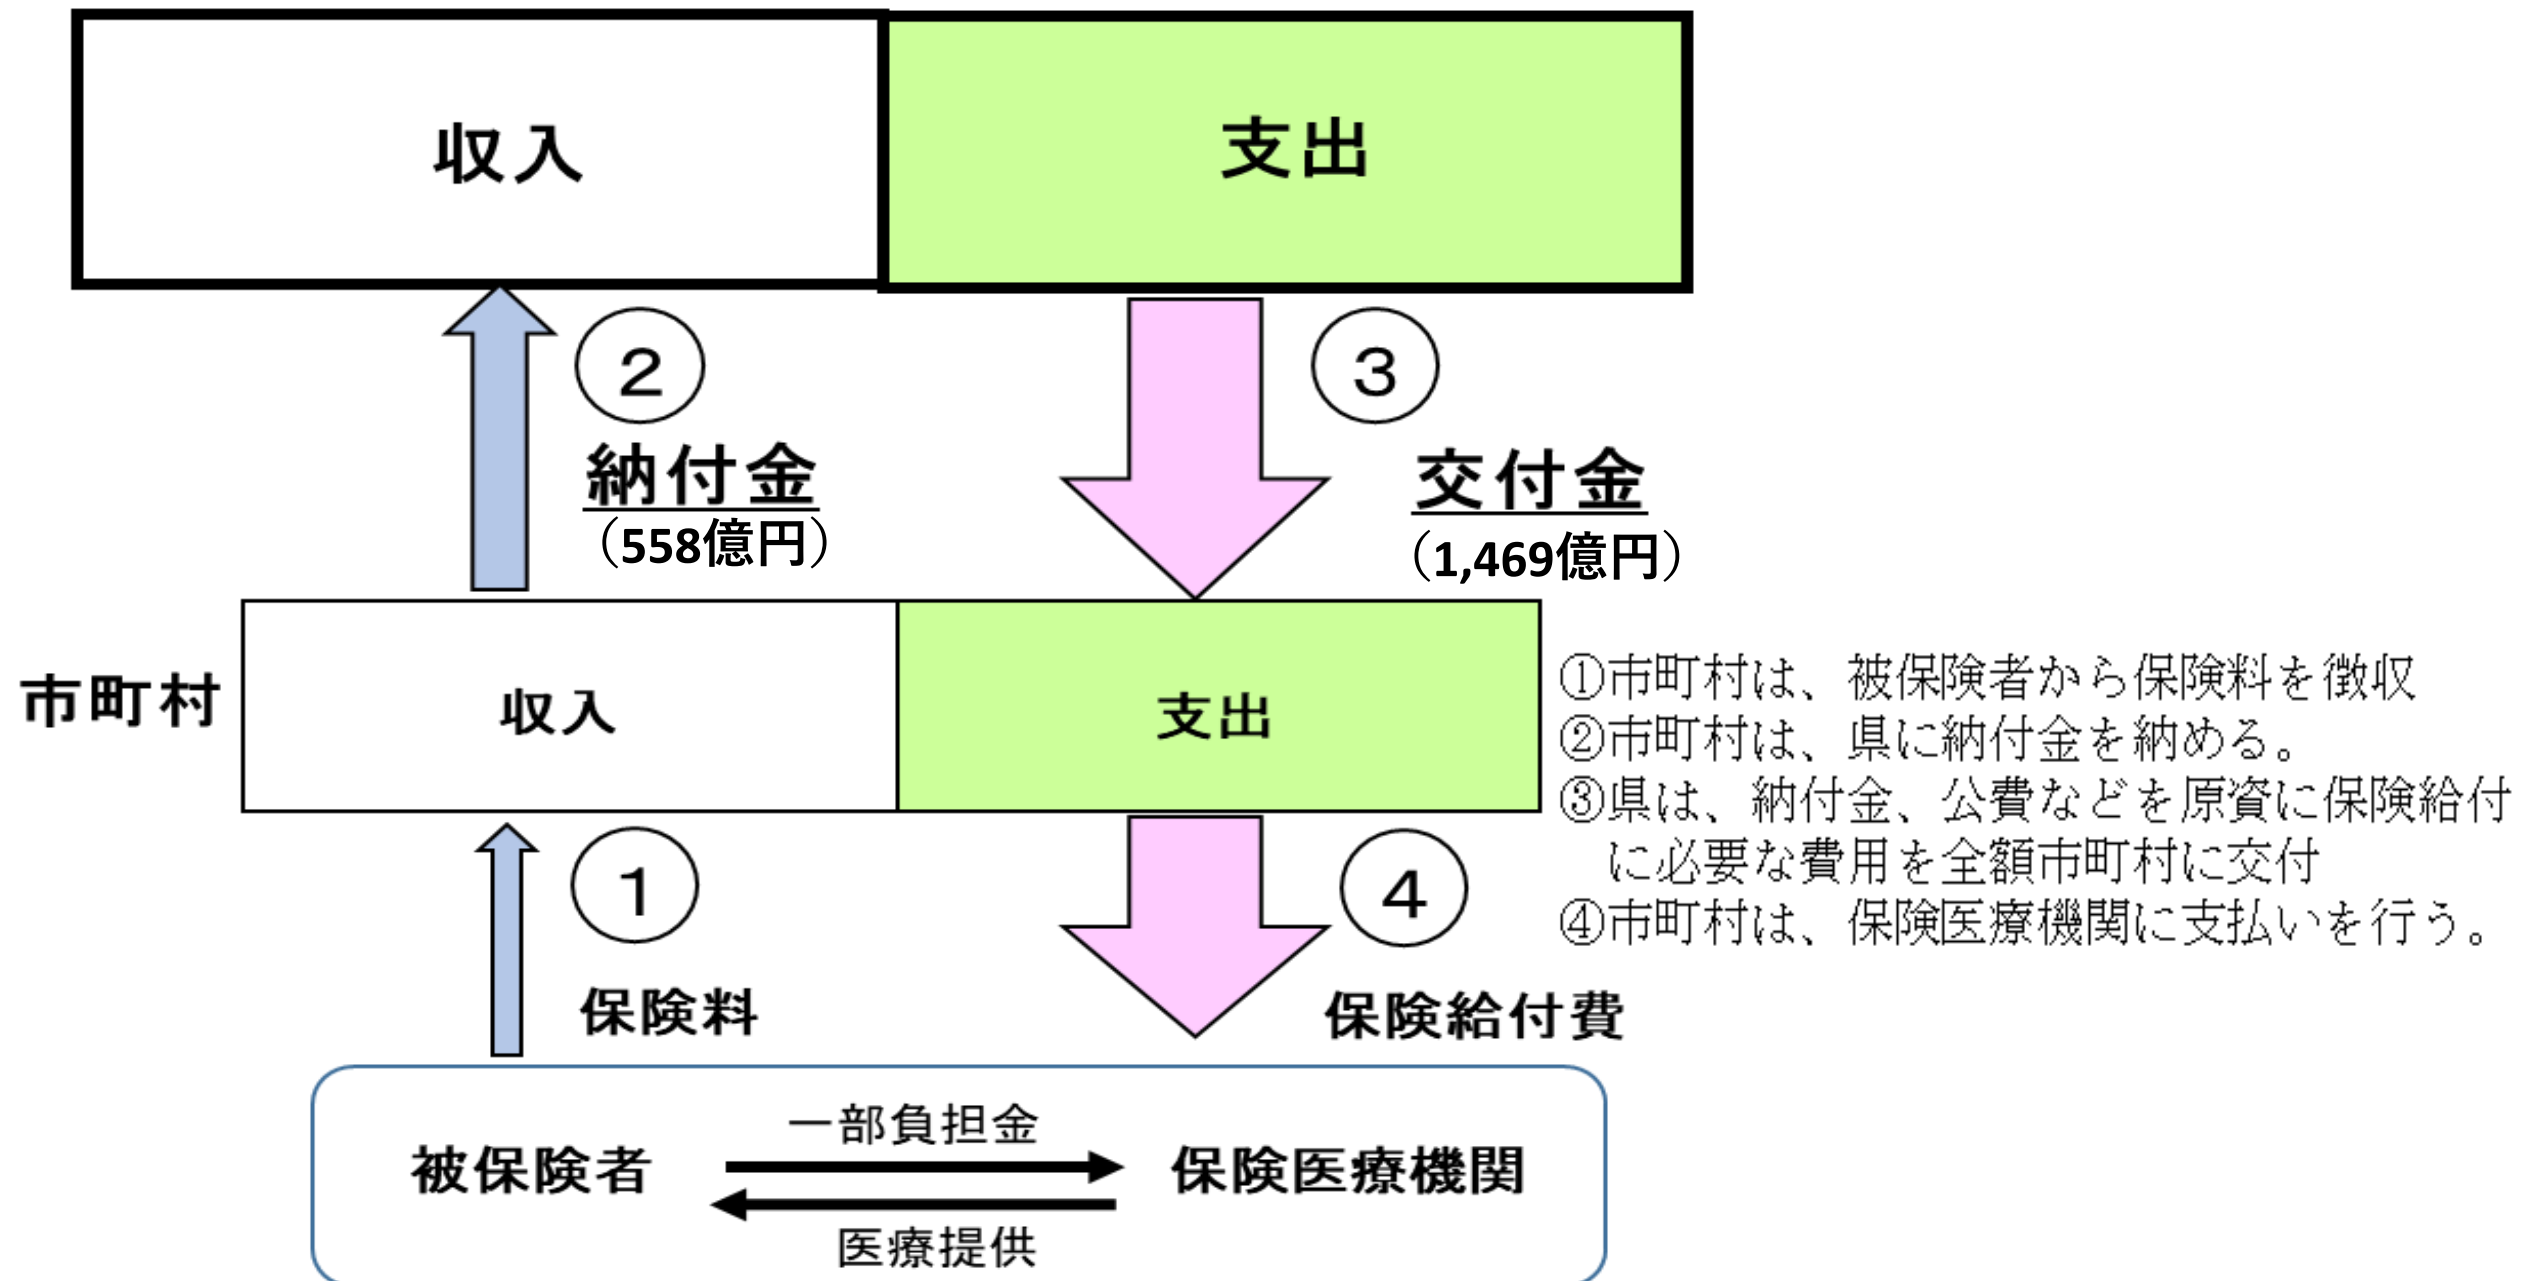 収入
支出
2
納付金
（558億円）
3
交付金
（1,469億円）
市町村
収入
支出
①市町村は、被保険者から保険料を徴収
②市町村は、県に納付金を納める。
③県は、納付金、公費などを原資に保険給付
に必要な費用を全額市町村に交付
④市町村は、保険医療機関に支払いを行う。
1
保険料
4
保険給付費
被保険者
一部負担金
保険医療機関
医療提供